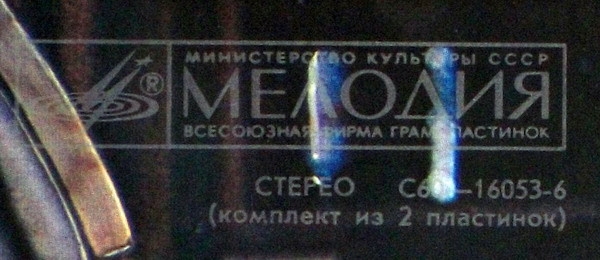 МИНИСТЕРСТВО КУЛЬТУРЫ СССР
®
МЕЛОДИЯ
ВСЕСОЮЗНАЯ ФИРМА ГРАМПЛАСТИНОК
СТЕРЕО
(комплект из 2 пластинок)